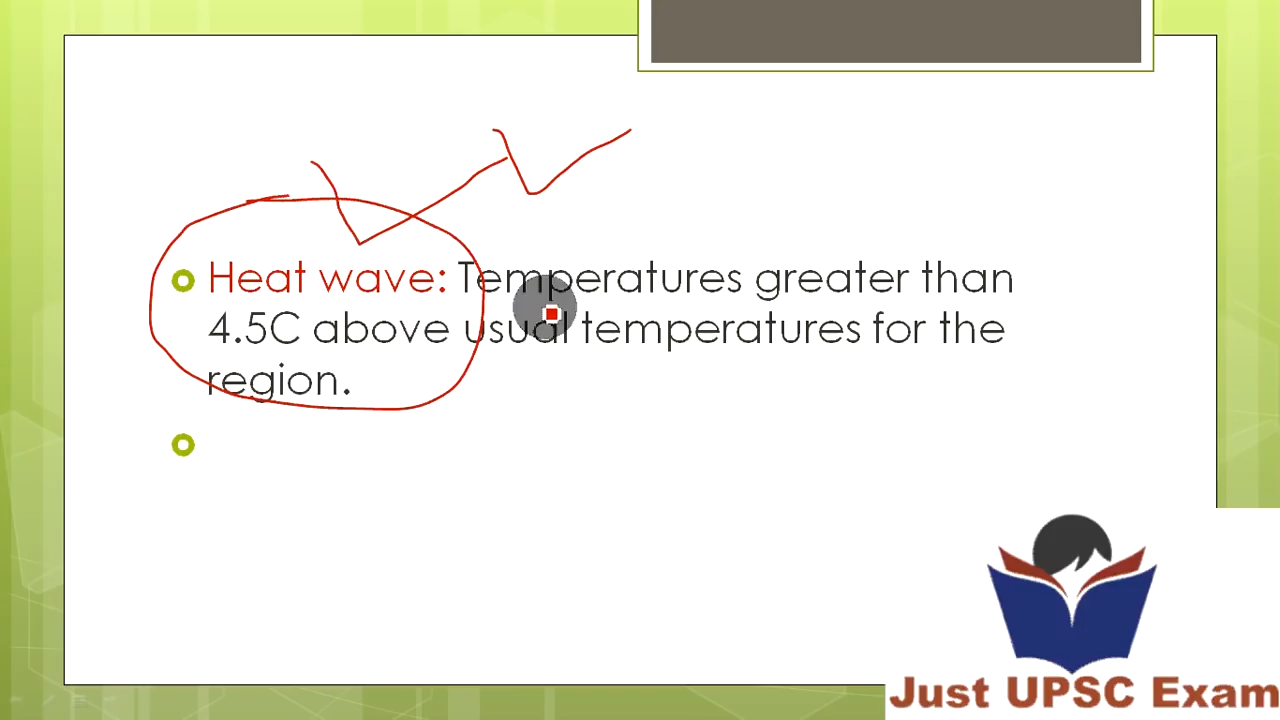 Heat wave: Temperatures greater than
4.5C above usual temperatures for the
region.
Just UPSC Exam